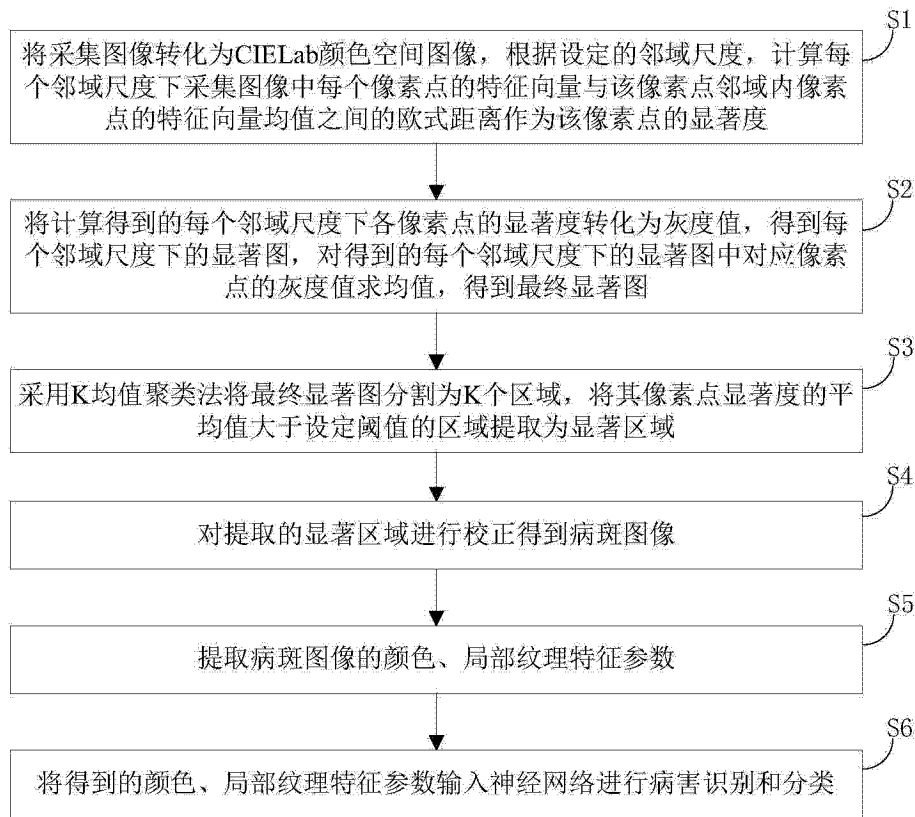 S1
将采集图像转化为CIELab颜色空间图像，根据设定的邻域尺度，计算每
个邻域尺度下采集图像中每个像素点的特征向量与该像素点邻域内像素
点的特征向量均值之间的欧式距离作为该像素点的显著度
S2
将计算得到的每个邻域尺度下各像素点的显著度转化为灰度值，得到每
个邻域尺度下的显著图，对得到的每个邻域尺度下的显著图中对应像素
点的灰度值求均值，得到最终显著图
S3
采用K均值聚类法将最终显著图分割为K个区域，将其像素点显著度的平
均值大于设定阈值的区域提取为显著区域
S4
对提取的显著区域进行校正得到病斑图像
S5
提取病斑图像的颜色、局部纹理特征参数
S6
将得到的颜色、局部纹理特征参数输入神经网络进行病害识别和分类